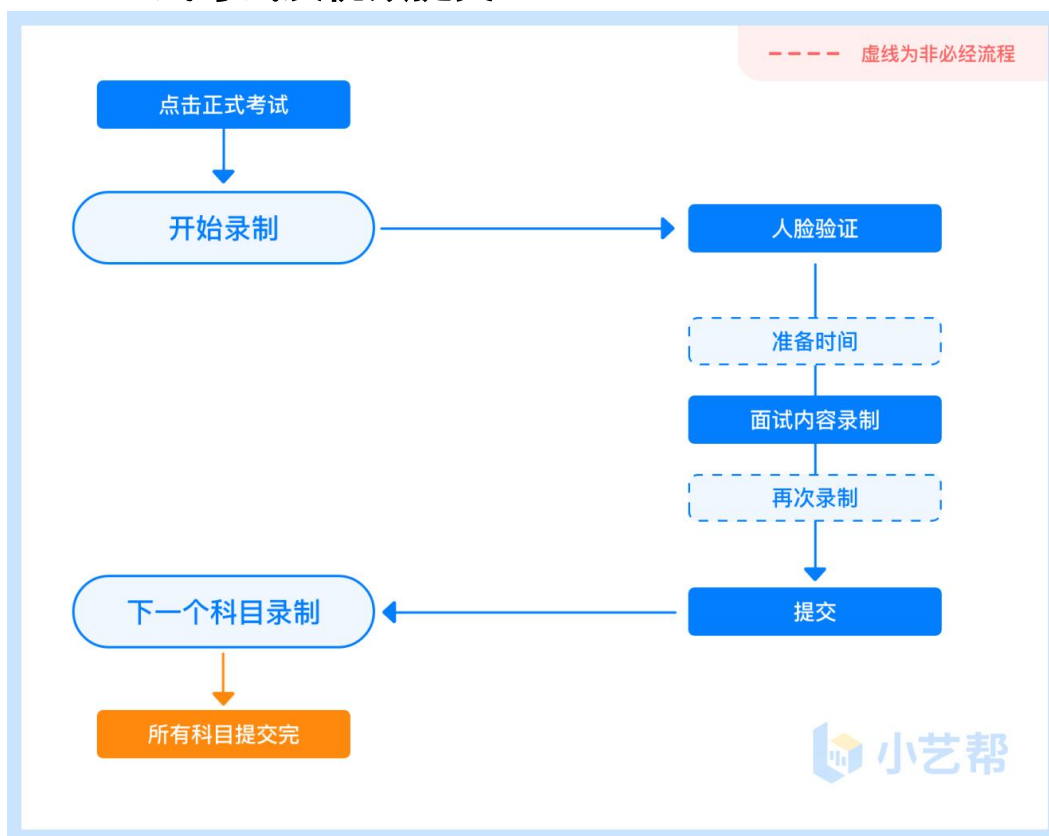 虚线为非必经流程
点击正式考试
开始录制
人脸验证
准备时间
面试内容录制
再次录制
提交
下一个科目录制
所有科目提交完
小艺帮